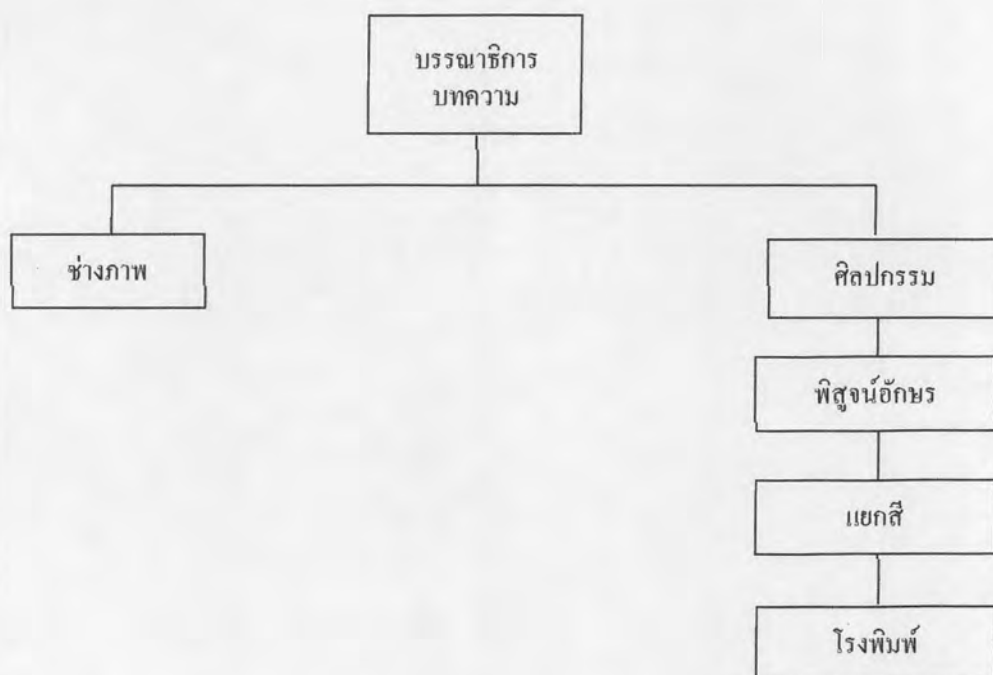 บรรณาธิการ
บทความ
ช่างภาพ
ศิลปกรรม
พิสูจน์อักษร
แยกสี
โรงพิมพ์